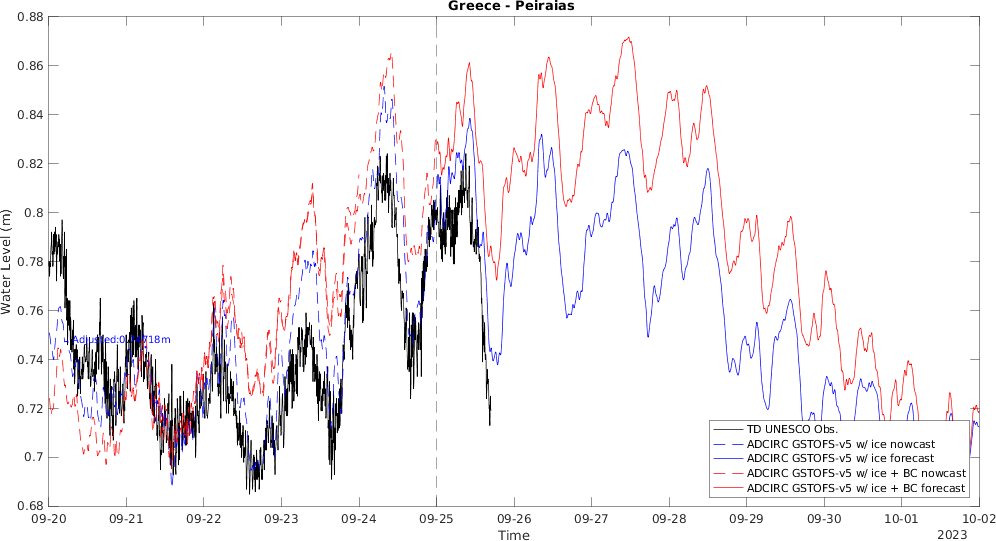 Greece - Peiraias
0.88
0.86
0.84
0.82
0.8
0.78
0.76
0.74
0.72
0.7
0.68
Water Level (m)
TD UNESCO Obs.
ADCIRC GSTOFS-v5 w/ ice nowcast
ADCIRC GSTOFS-v5 w/ ice forecast
ADCIRC GSTOFS-v5 w/ ice + BC nowcast
ADCIRC GSTOFS-v5 w/ ice + BC forecast
09-20 09-21 09-22 09-23 09-24 09-25 09-26 09-27 09-28 09-29 09-30 10-01 10-02
Time
2023